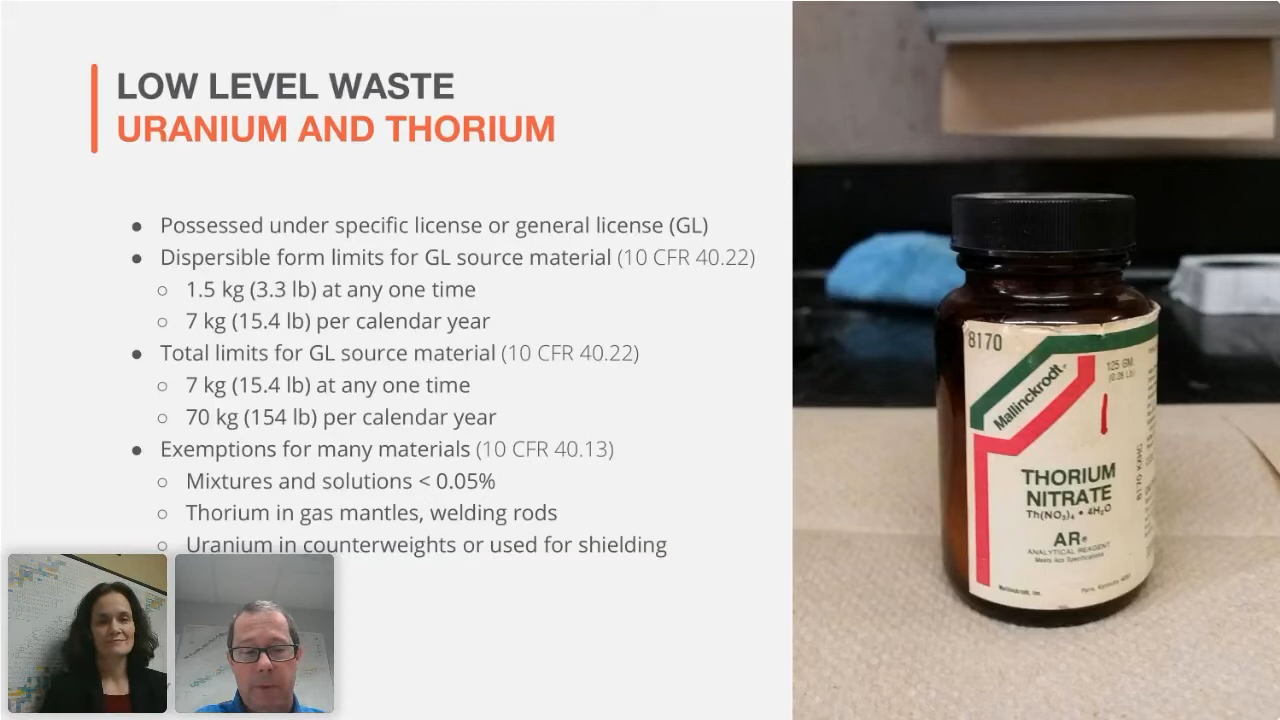 LOW LEVEL WASTE
URANIUM AND THORIUM
● Possessed under specific license or general license (GL)
● Dispersible form limits for GL source material (10 CFR 40.22)
○ 1.5 kg (3.3 lb) at any one time
○ 7 kg (15.4 lb) per calendar year
● Total limits for GL source material (10 CFR 40.22)
○ 7 kg (15.4 lb) at any one time
○ 70 kg (154 lb) per calendar year
● Exemptions for many materials (10 CFR 40.13)
○ Mixtures and solutions < 0.05%
○ Thorium in gas mantles, welding rods
○ Uranium in counterweights or used for shielding
8170
125 GM.
Mallinckrodt
THORIUM
NITRATE
Th(NO₃)₄ • 4H₂O
AR®
ANALYTICAL REAGENT
Mallinckrodt, Inc.